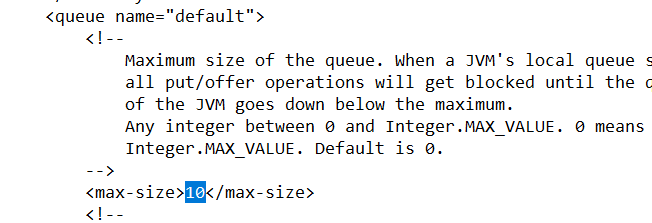 <queue name="default">
<!--
Maximum size of the queue. When a JVM's local queue s
all put/offer operations will get blocked until the
of the JVM goes down below the maximum.
Any integer between 0 and Integer.MAX_VALUE. 0 means
Integer.MAX_VALUE. Default is 0.
-->
<max-size>10</max-size>
<!--